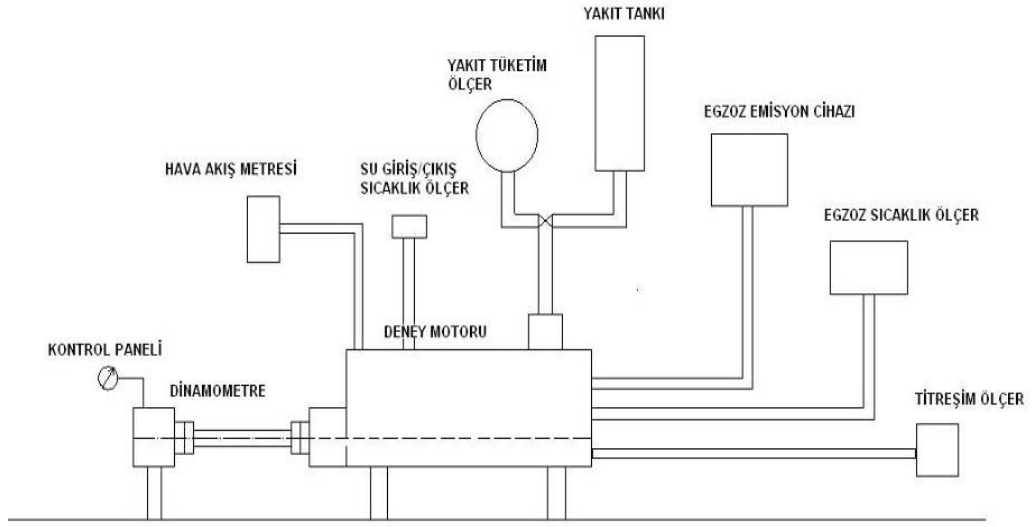 YAKIT TANKI
YAKIT TÜKETİM
ÖLÇER
EGZOZ EMİSYON CİHAZI
HAVA AKIŞ METRESİ
SU GİRİŞ/ÇIKIŞ
SICAKLIK ÖLÇER
EGZOZ SICAKLIK ÖLÇER
DENEY MOTORU
KONTROL PANELİ
DİNAMOMETRE
TİTREŞİM ÖLÇER